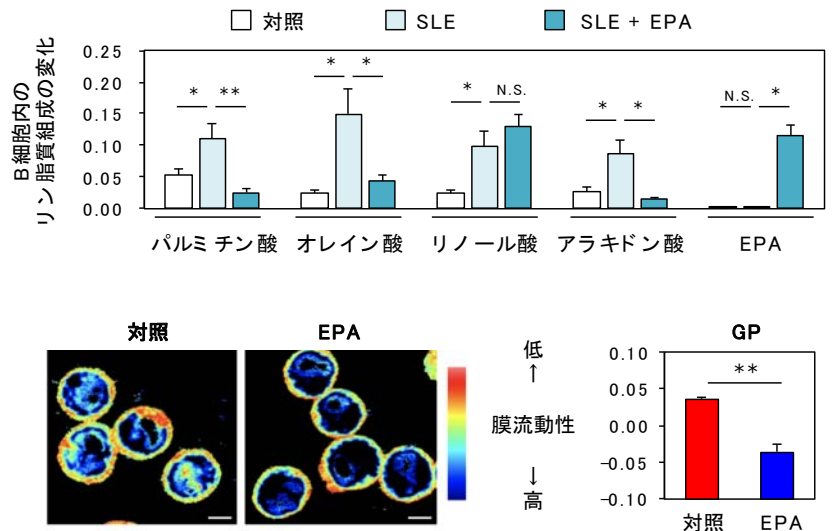 対照 SLE SLE + EPA
B細胞内の
リン脂質組成の変化
0.25
0.20
0.15
0.10
0.05
0.00
* **
* *
* N.S.
* *
N.S. *
パルミチン酸 オレイン酸 リノール酸 アラキドン酸 EPA
対照 EPA
低
↑
膜流動性
↓
高
GP
0.10
0.05
0.00
−0.05
−0.10
**
対照 EPA